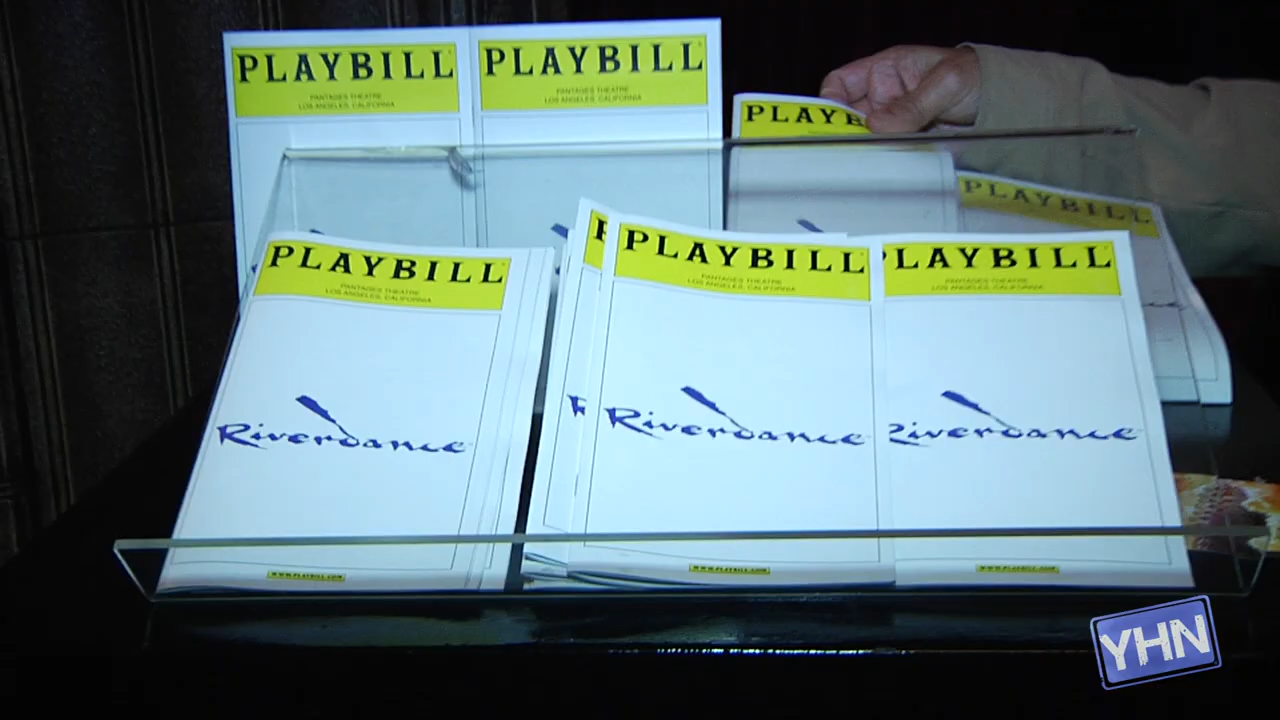 PLAYBILL
PANTAGES THEATRE
LOS ANGELES, CALIFORNIA
PLAYBILL
PANTAGES THEATRE
LOS ANGELES, CALIFORNIA
PLAYB
PLAYBILL
PLAYBILL
PANTAGES THEATRE
LOS ANGELES, CALIFORNIA
Riverdance
WWW.PLAYBILL.COM
P
R
PLAYBILL
PANTAGES THEATRE
LOS ANGELES, CALIFORNIA
Riverdance
WWW.PLAYBILL.COM
PLAYBILL
PANTAGES THEATRE
LOS ANGELES, CALIFORNIA
Riverdance
WWW.PLAYBILL.COM
YHN